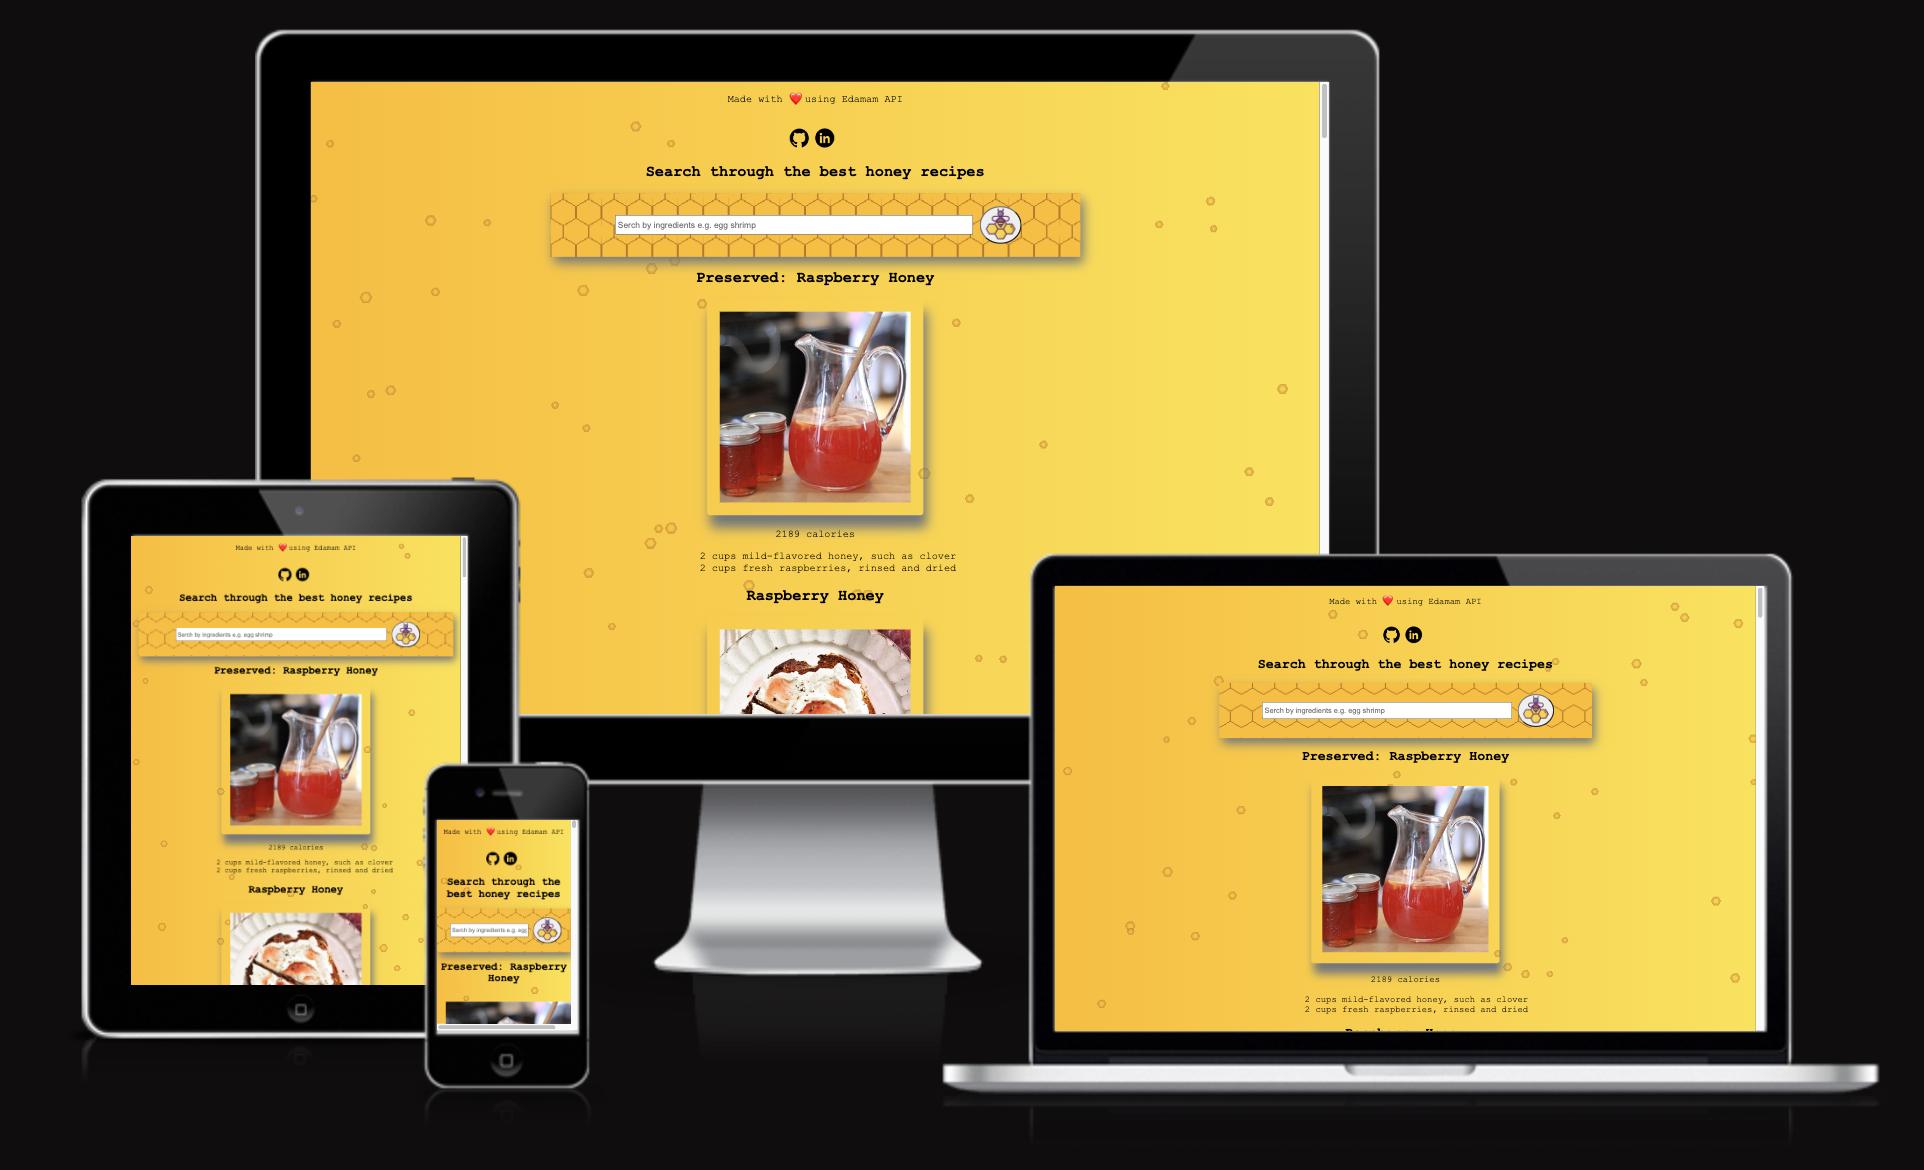 Made with ❤️using Edamam API
in
Search through the best honey recipes
Serch by ingredients e.g. egg shrimp
Preserved: Raspberry Honey
2189 calories
2 cups mild-flavored honey, such as clover
2 cups fresh raspberries, rinsed and dried
Raspberry Honey
Made with ❤️using Edamam API
in
Search through the best honey recipes
Serch by ingredients e.g. egg shrimp
Preserved: Raspberry Honey
2189 calories
2 cups mild-flavored honey, such as clover
2 cups fresh raspberries, rinsed and dried
Raspberry Honey
Made with ❤️using Edamam API
in
Search through the
best honey recipes
Serch by ingredients e.g. egg
Preserved: Raspberry
Honey
Made with ❤️using Edamam API
in
Search through the best honey recipes
Serch by ingredients e.g. egg shrimp
Preserved: Raspberry Honey
2189 calories
2 cups mild-flavored honey, such as clover
2 cups fresh raspberries, rinsed and dried